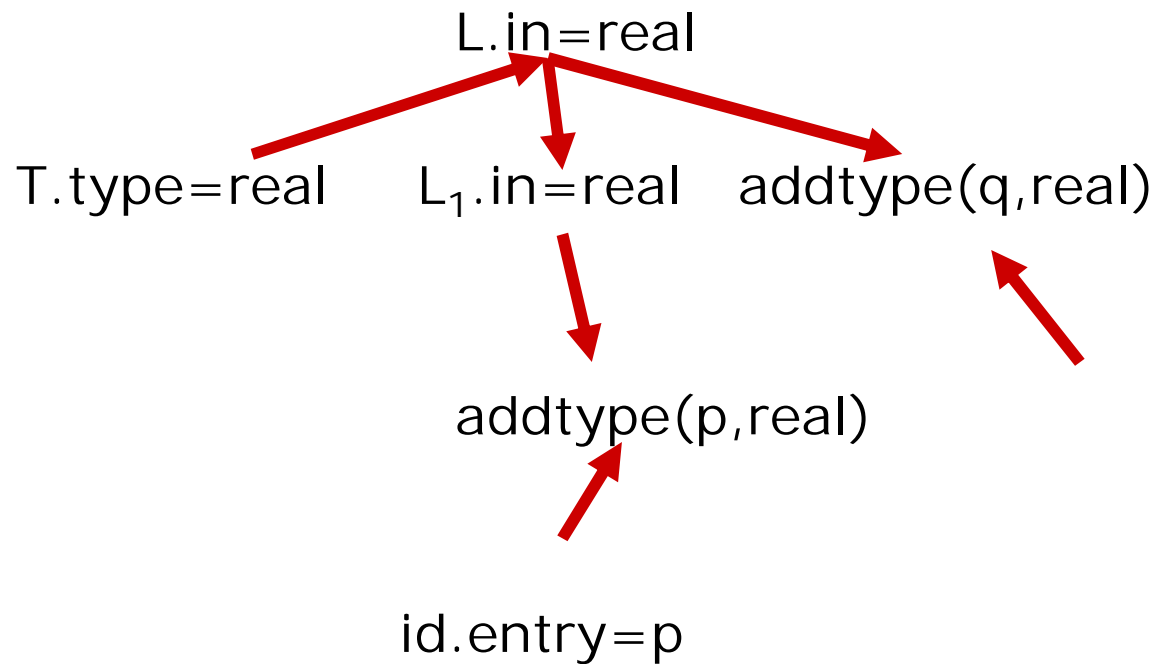 L.in=real
T.type=real L₁.in=real addtype(q,real)
addtype(p,real)
id.entry=p